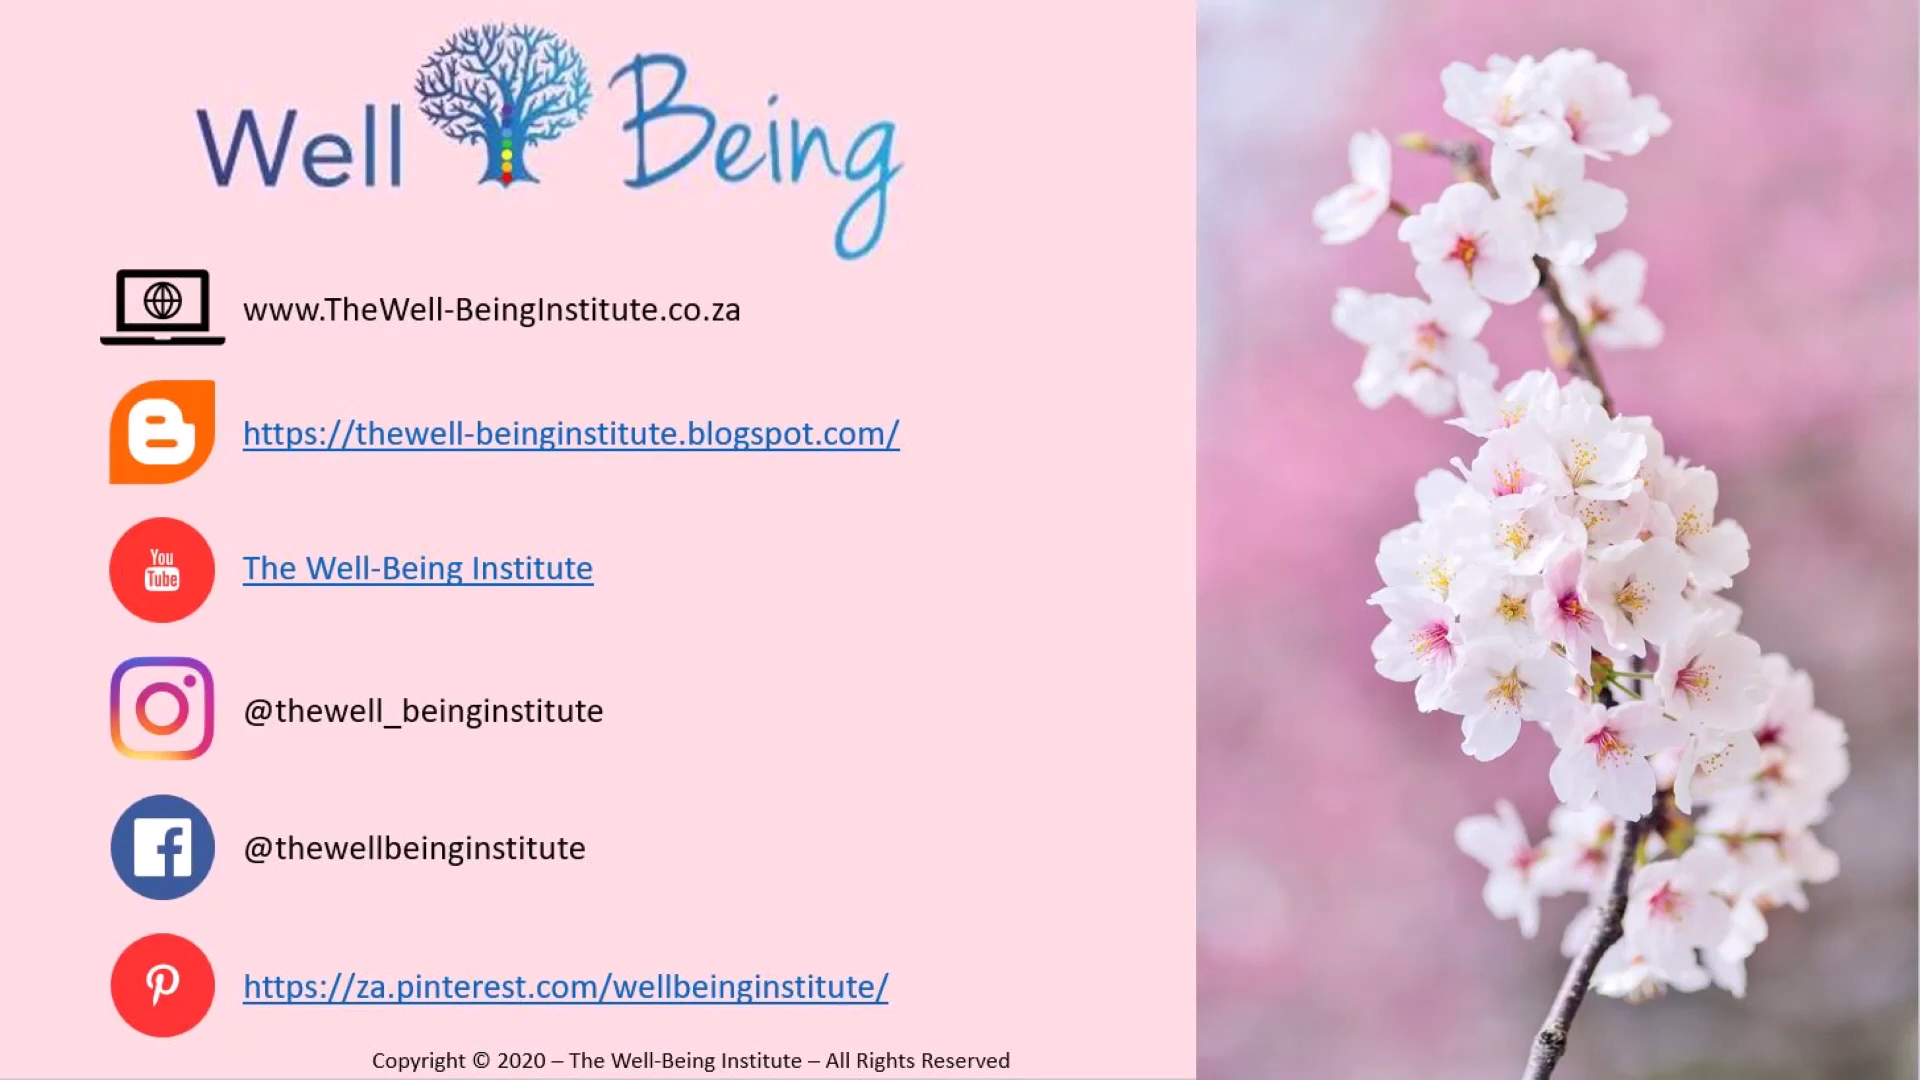 Well Being
www.TheWell-BeingInstitute.co.za
https://thewell-beinginstitute.blogspot.com/
You
Tube
The Well-Being Institute
@thewell_beinginstitute
@thewellbeinginstitute
https://za.pinterest.com/wellbeinginstitute/
Copyright © 2020 – The Well-Being Institute – All Rights Reserved